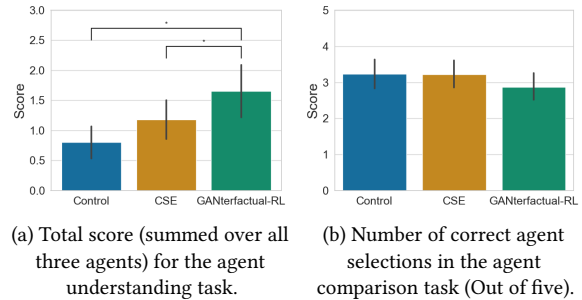 3.0
2.5
2.0
1.5
1.0
0.5
0.0
Score
*
*
Control CSE GANterfactual-RL
5
4
3
2
1
0
Score
Control CSE GANterfactual-RL
(a) Total score (summed over all
three agents) for the agent
understanding task.
(b) Number of correct agent
selections in the agent
comparison task (Out of five).